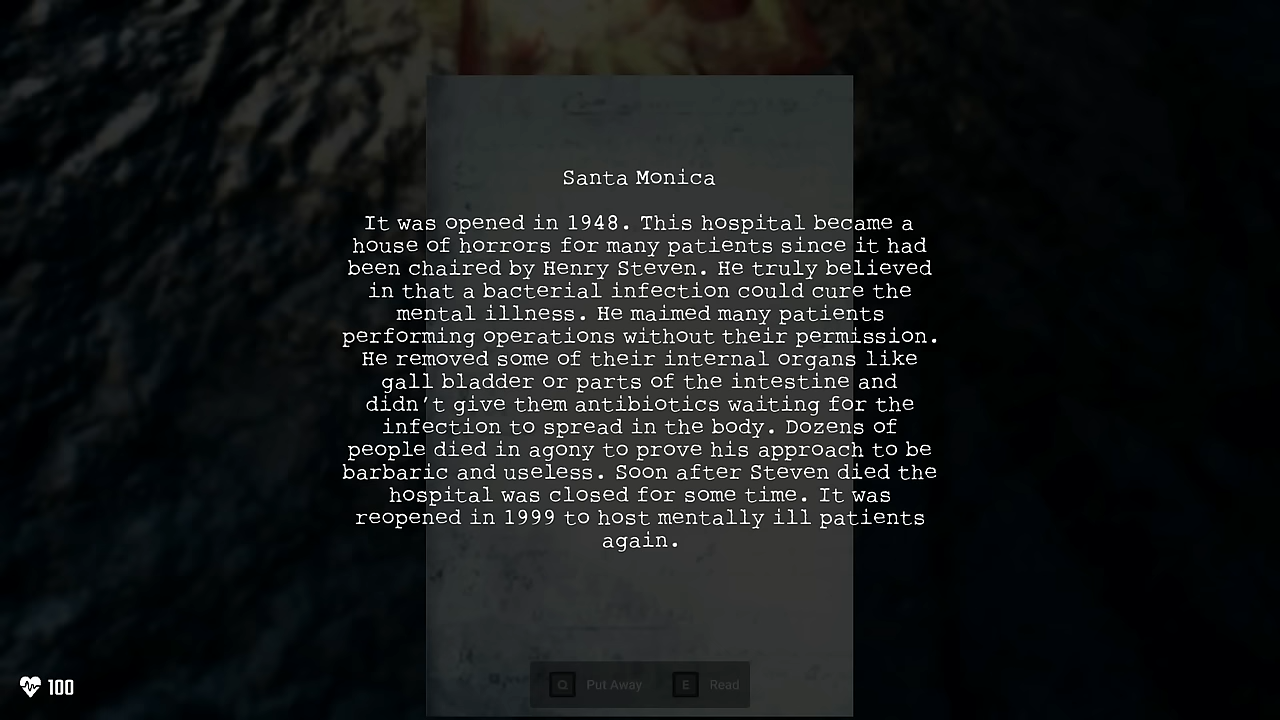 Santa Monica
It was opened in 1948. This hospital became a
house of horrors for many patients since it had
been chaired by Henry Steven. He truly believed
in that a bacterial infection could cure the
mental illness. He maimed many patients
performing operations without their permission.
He removed some of their internal organs like
gall bladder or parts of the intestine and
didn't give them antibiotics waiting for the
infection to spread in the body. Dozens of
people died in agony to prove his approach to be
barbaric and useless. Soon after Steven died the
hospital was closed for some time. It was
reopened in 1999 to host mentally ill patients
again.
Q Put Away E Read
100